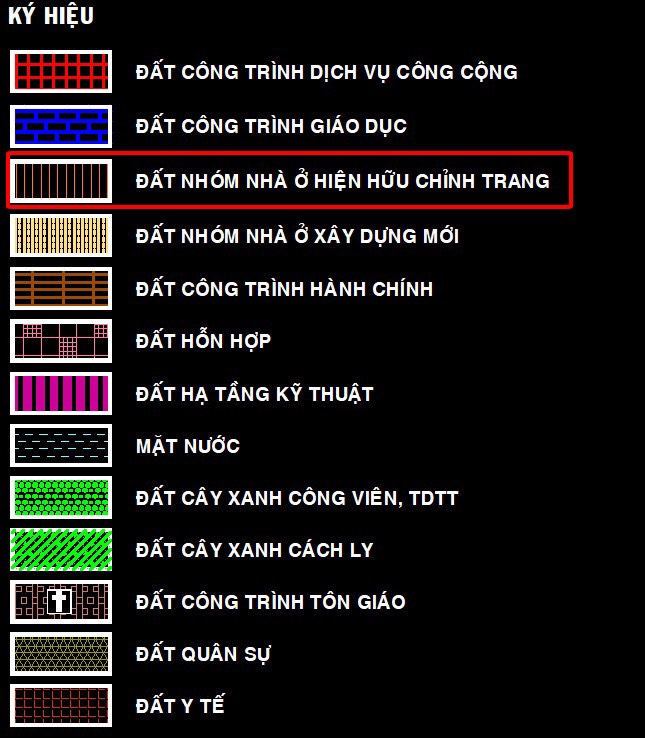 KÝ HIỆU
ĐẤT CÔNG TRÌNH DỊCH VỤ CÔNG CỘNG
ĐẤT CÔNG TRÌNH GIÁO DỤC
ĐẤT NHÓM NHÀ Ở HIỆN HỮU CHỈNH TRANG
ĐẤT NHÓM NHÀ Ở XÂY DỰNG MỚI
ĐẤT CÔNG TRÌNH HÀNH CHÍNH
ĐẤT HỖN HỢP
ĐẤT HẠ TẦNG KỸ THUẬT
MẶT NƯỚC
ĐẤT CÂY XANH CÔNG VIÊN, TDTT
ĐẤT CÂY XANH CÁCH LY
ĐẤT CÔNG TRÌNH TÔN GIÁO
ĐẤT QUÂN SỰ
ĐẤT Y TẾ